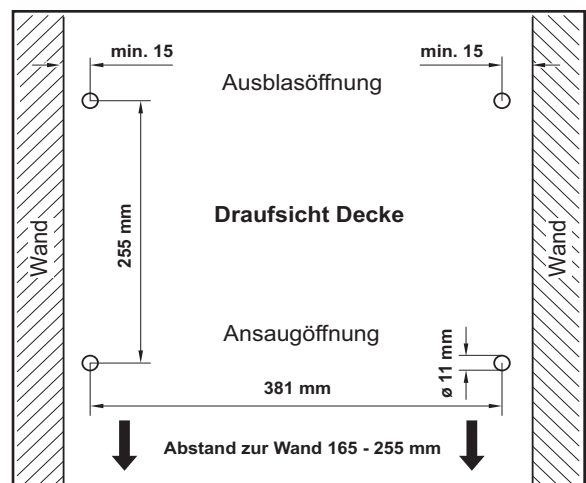 min. 15
min. 15
Ausblasöffnung
Wand
255 mm
Draufsicht Decke
Wand
Ansaugöffnung
ø 11 mm
381 mm
Abstand zur Wand 165 - 255 mm